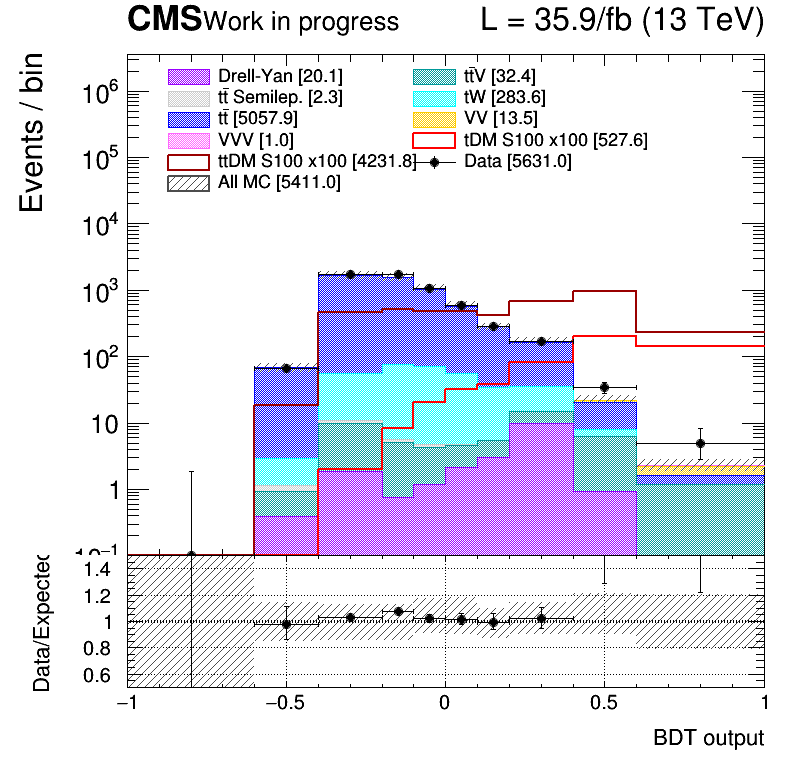 CMS Work in progress L = 35.9/fb (13 TeV)
Events / bin
Drell-Yan [20.1] tt̄V [32.4]
tt̄ Semilep. [2.3] tW [283.6]
tt̄ [5057.9] VV [13.5]
VVV [1.0] tDM S100 x100 [527.6]
ttDM S100 x100 [4231.8] Data [5631.0]
All MC [5411.0]
10⁶
10⁵
10⁴
10³
10²
10
1
10⁻¹
Data/Expected
1.4
1.2
1
0.8
0.6
−1 −0.5 0 0.5 1
BDT output